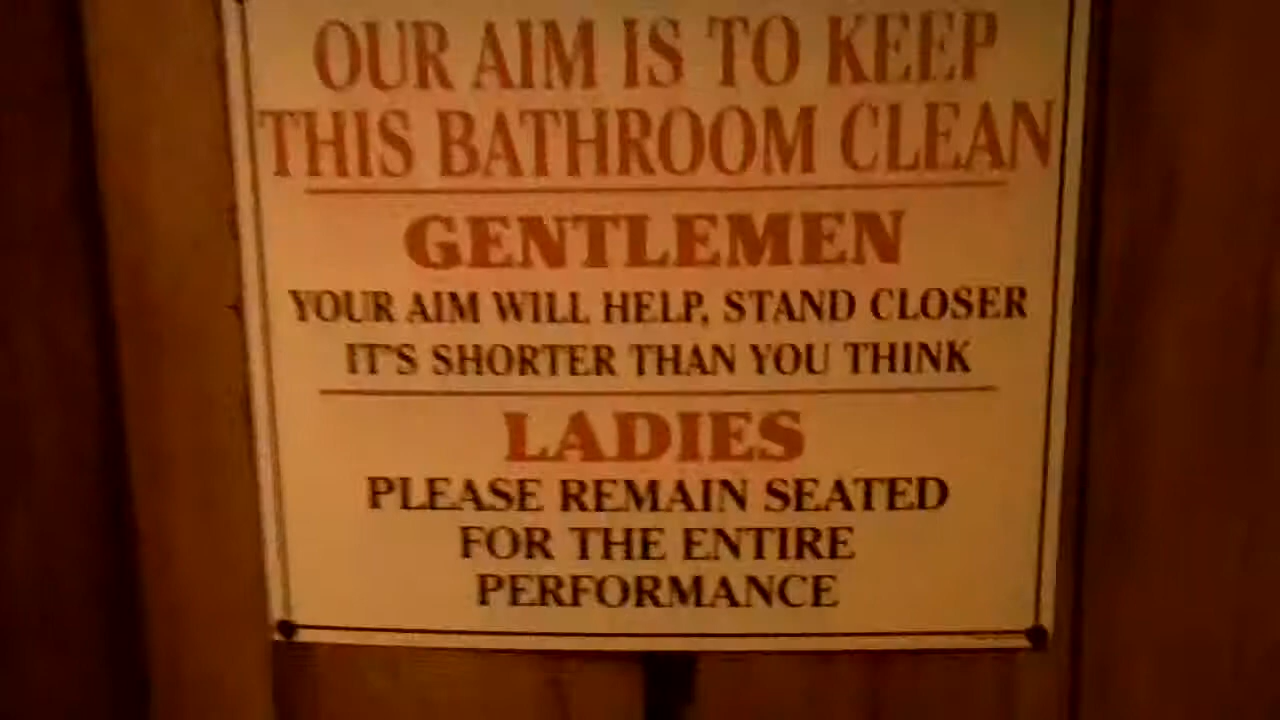 OUR AIM IS TO KEEP
THIS BATHROOM CLEAN
GENTLEMEN
YOUR AIM WILL HELP, STAND CLOSER
IT'S SHORTER THAN YOU THINK
LADIES
PLEASE REMAIN SEATED
FOR THE ENTIRE
PERFORMANCE